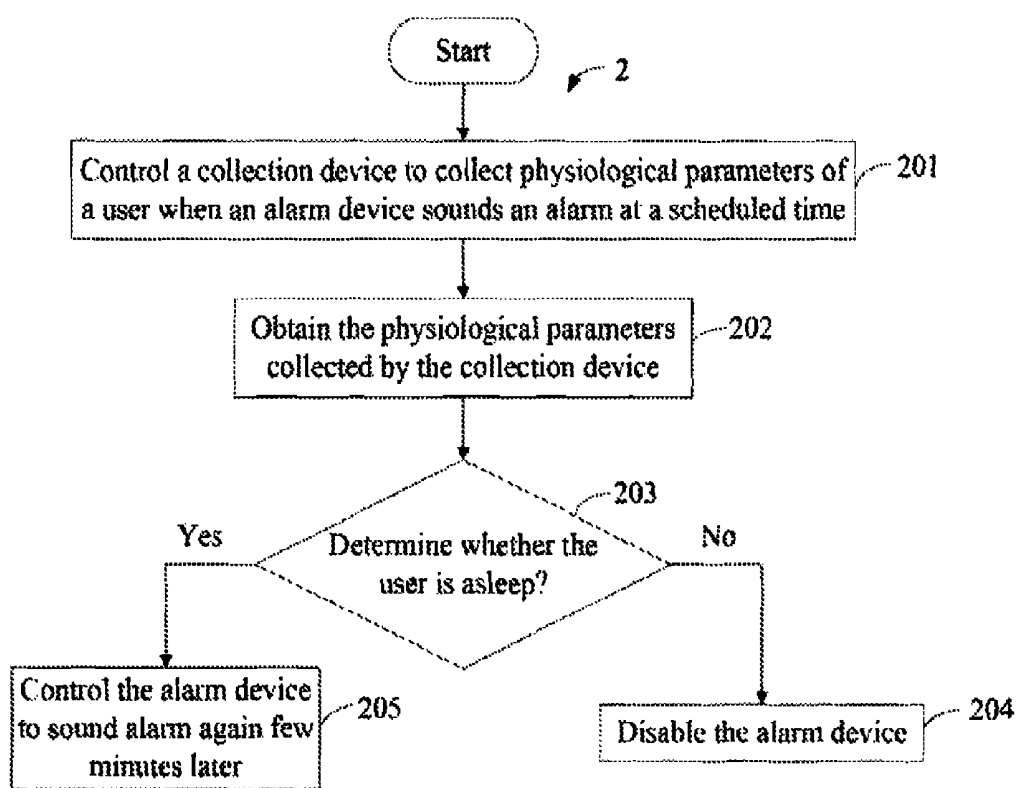 Start
2
Control a collection device to collect physiological parameters of
a user when an alarm device sounds an alarm at a scheduled time
201
Obtain the physiological parameters
collected by the collection device
202
203
Determine whether the
user is asleep?
Yes
No
Control the alarm device
to sound alarm again few
minutes later
205
Disable the alarm device
204